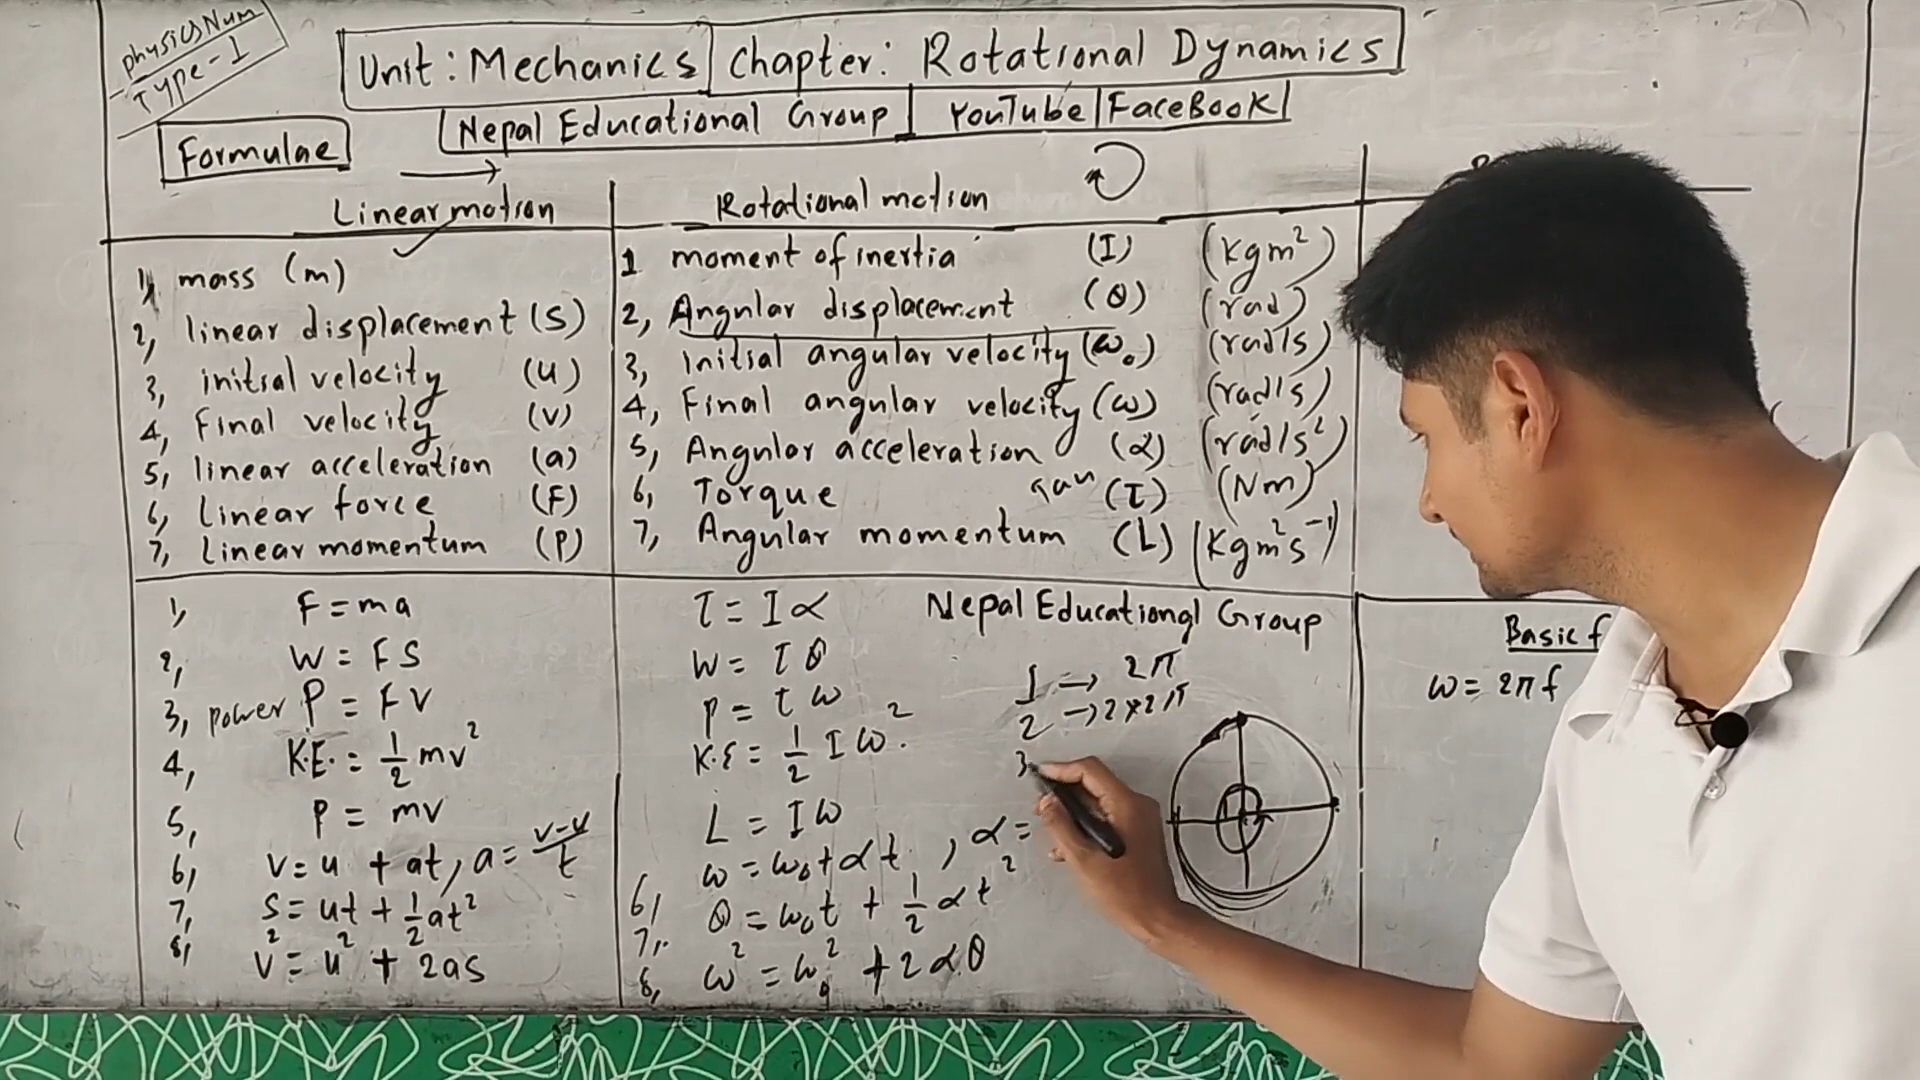 physics Num
Type-1
Unit: Mechanics Chapter: Rotational Dynamics
Nepal Educational Group YouTube|FaceBook|
Formulae
Linear motion
1, mass (m)
2, linear displacement (S)
3, initial velocity (u)
4, Final velocity (v)
5, linear acceleration (a)
6, linear force (F)
7, Linear momentum (P)
Rotational motion
1 moment of inertia (I) (Kgm²)
2, Angular displacement (θ) (rad)
3, Initial angular velocity (ω₀) (rad/s)
4, Final angular velocity (ω) (rad/s)
5, Angular acceleration (α) (rad/s²)
6, Torque (τ) (Nm)
7, Angular momentum (L) (Kgm²s⁻¹)
1, F = ma
2, W = FS
3, power P = FV
4, K.E. = 1/2 mv²
5, P = mv
6, v = u + at, a = v-u/t
7, S = ut + 1/2 at²
8, v² = u² + 2as
τ = Iα
W = τθ
P = τω
K.E = 1/2 Iω².
L = Iω
ω = ω₀ + αt, α =
6, θ = ω₀t + 1/2 αt²
7,
8, ω² = ω₀² + 2αθ
Nepal Educational Group
1 → 2π
2 → 2×2π
3
Basic f
ω = 2πf